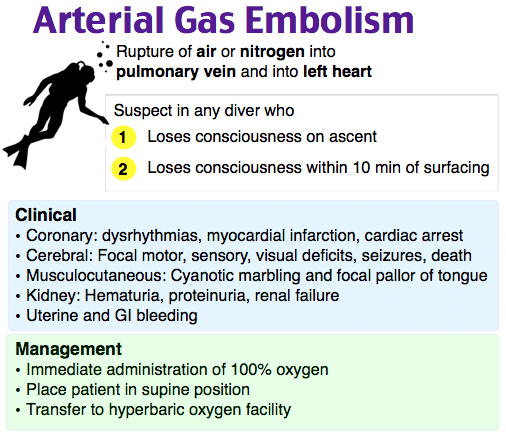 Arterial Gas Embolism
Rupture of air or nitrogen into
pulmonary vein and into left heart
Suspect in any diver who
1 Loses consciousness on ascent
2 Loses consciousness within 10 min of surfacing
Clinical
• Coronary: dysrhythmias, myocardial infarction, cardiac arrest
• Cerebral: Focal motor, sensory, visual deficits, seizures, death
• Musculocutaneous: Cyanotic marbling and focal pallor of tongue
• Kidney: Hematuria, proteinuria, renal failure
• Uterine and GI bleeding
Management
• Immediate administration of 100% oxygen
• Place patient in supine position
• Transfer to hyperbaric oxygen facility